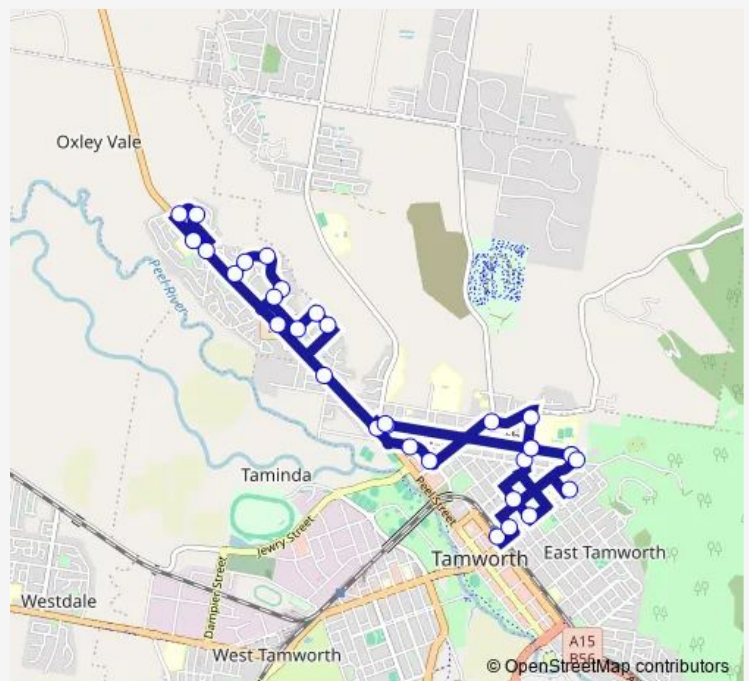 Oxley Vale
Peel River
Taminda
Peel Street
Jewry Street
Tamworth
East Tamworth
Dampier Street
Westdale
West Tamworth
A15
B56
© OpenStreetMap contributors